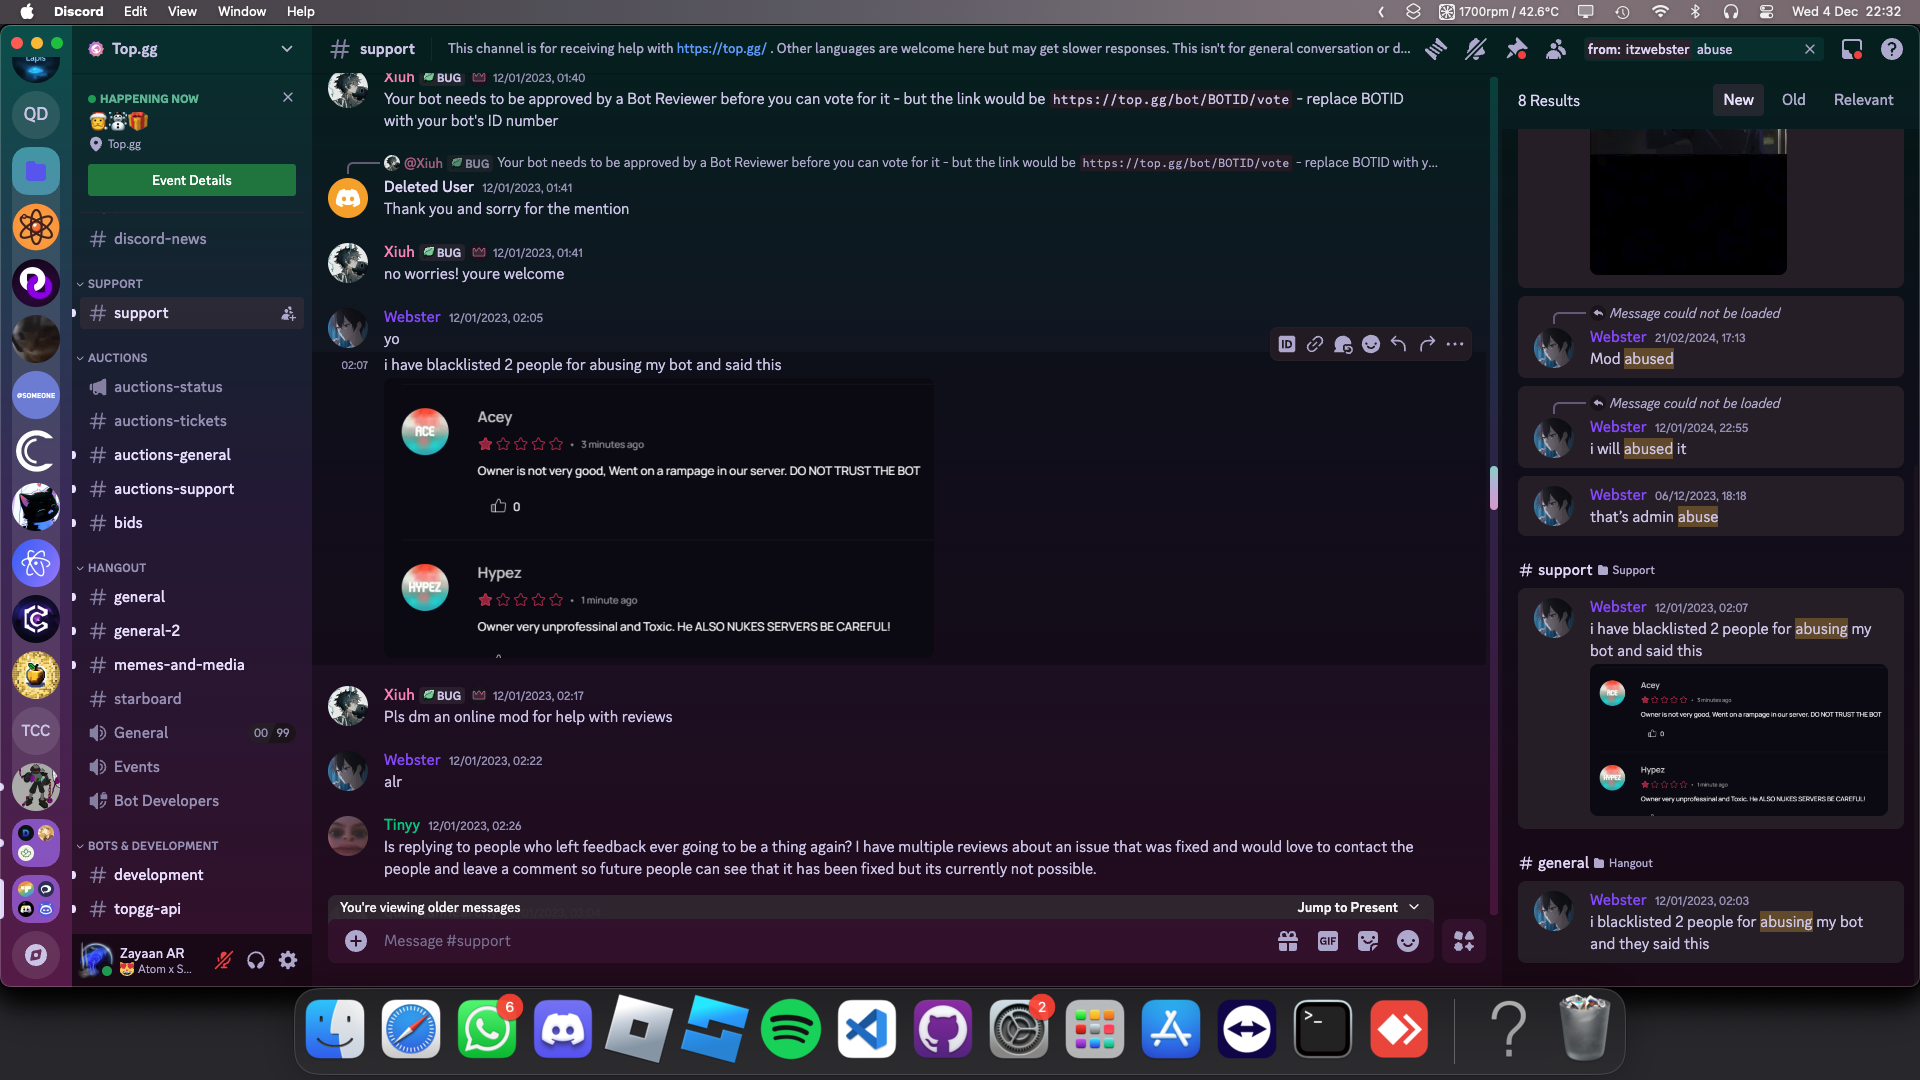 Discord Edit View Window Help
1700rpm / 42.6°C Wed 4 Dec 22:32
Lapis
QD
@SOMEONE
TCC
Top.gg
HAPPENING NOW
🎅⛄🎁
Top.gg
Event Details
discord-news
SUPPORT
support
AUCTIONS
auctions-status
auctions-tickets
auctions-general
auctions-support
bids
HANGOUT
general
general-2
memes-and-media
starboard
General 00 99
Events
Bot Developers
BOTS & DEVELOPMENT
development
topgg-api
Zayaan AR
😻 Atom x S...
# support This channel is for receiving help with https://top.gg/ . Other languages are welcome here but may get slower responses. This isn't for general conversation or d...
Xiuh BUG 12/01/2023, 01:40
Your bot needs to be approved by a Bot Reviewer before you can vote for it - but the link would be https://top.gg/bot/BOTID/vote - replace BOTID
with your bot's ID number
@Xiuh BUG Your bot needs to be approved by a Bot Reviewer before you can vote for it - but the link would be https://top.gg/bot/BOTID/vote - replace BOTID with y...
Deleted User 12/01/2023, 01:41
Thank you and sorry for the mention
Xiuh BUG 12/01/2023, 01:41
no worries! youre welcome
Webster 12/01/2023, 02:05
yo
ID
02:07 i have blacklisted 2 people for abusing my bot and said this
ACE
Acey
• 3 minutes ago
Owner is not very good, Went on a rampage in our server. DO NOT TRUST THE BOT
0
HYPEZ
Hypez
• 1 minute ago
Owner very unprofessinal and Toxic. He ALSO NUKES SERVERS BE CAREFUL!
Xiuh BUG 12/01/2023, 02:17
Pls dm an online mod for help with reviews
Webster 12/01/2023, 02:22
alr
Tinyy 12/01/2023, 02:26
Is replying to people who left feedback ever going to be a thing again? I have multiple reviews about an issue that was fixed and would love to contact the
people and leave a comment so future people can see that it has been fixed but its currently not possible.
You're viewing older messages Jump to Present
Message #support
GIF
from: itzwebster abuse
8 Results New Old Relevant
Message could not be loaded
Webster 21/02/2024, 17:13
Mod abused
Message could not be loaded
Webster 12/01/2024, 22:55
i will abused it
Webster 06/12/2023, 18:18
that's admin abuse
# support Support
Webster 12/01/2023, 02:07
i have blacklisted 2 people for abusing my
bot and said this
ACE
Acey
• 3 minutes ago
Owner is not very good, Went on a rampage in our server. DO NOT TRUST THE BOT
0
HYPEZ
Hypez
• 1 minute ago
Owner very unprofessinal and Toxic. He ALSO NUKES SERVERS BE CAREFUL!
# general Hangout
Webster 12/01/2023, 02:03
i blacklisted 2 people for abusing my bot
and they said this
6
2
>_